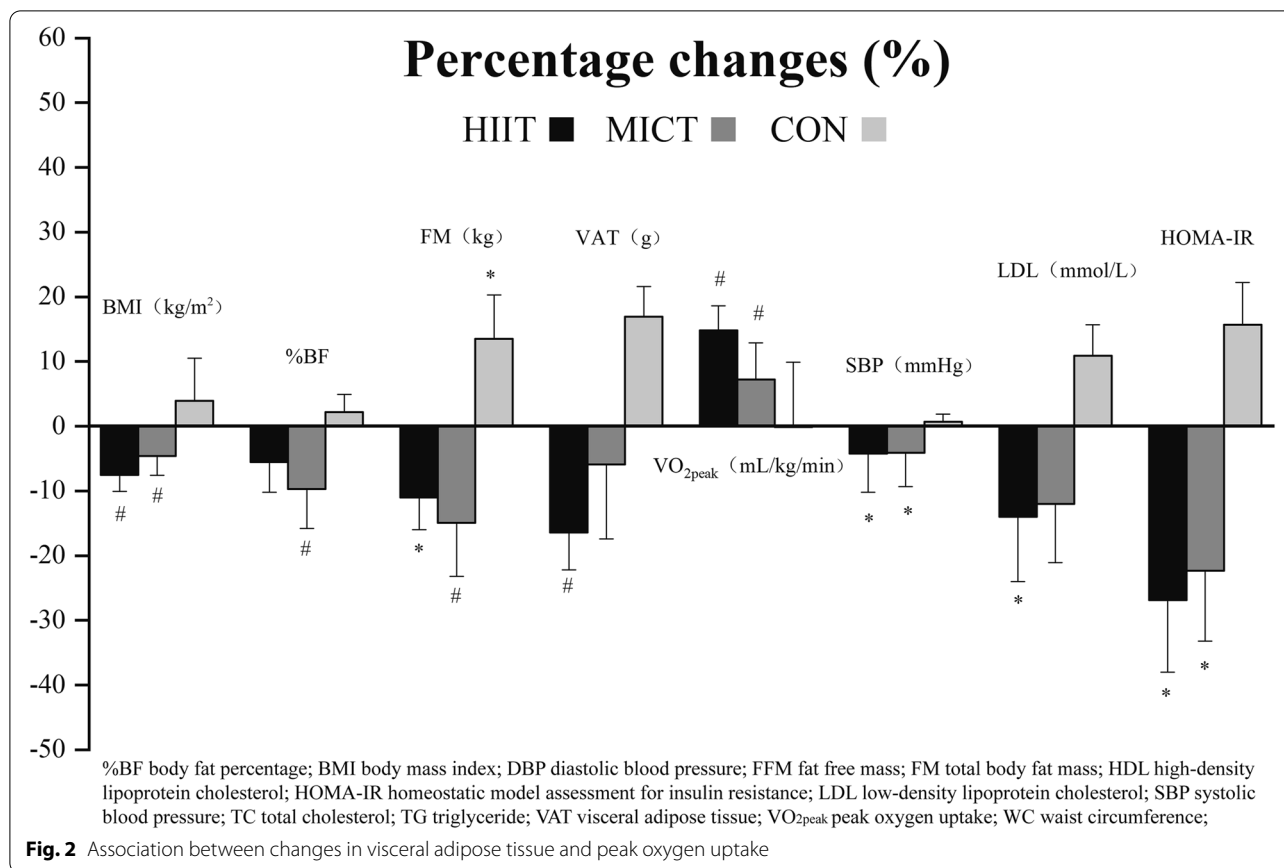 Percentage changes (%)
HIIT MICT CON
60
50
40
30
20
10
0
-10
-20
-30
-40
-50
BMI（kg/m²）
# #
%BF
#
FM（kg）
*
* #
VAT（g）
#
# #
VO2peak（mL/kg/min）
SBP（mmHg）
* *
LDL（mmol/L）
*
HOMA-IR
* *
%BF body fat percentage; BMI body mass index; DBP diastolic blood pressure; FFM fat free mass; FM total body fat mass; HDL high-density
lipoprotein cholesterol; HOMA-IR homeostatic model assessment for insulin resistance; LDL low-density lipoprotein cholesterol; SBP systolic
blood pressure; TC total cholesterol; TG triglyceride; VAT visceral adipose tissue; VO2peak peak oxygen uptake; WC waist circumference;
Fig. 2 Association between changes in visceral adipose tissue and peak oxygen uptake